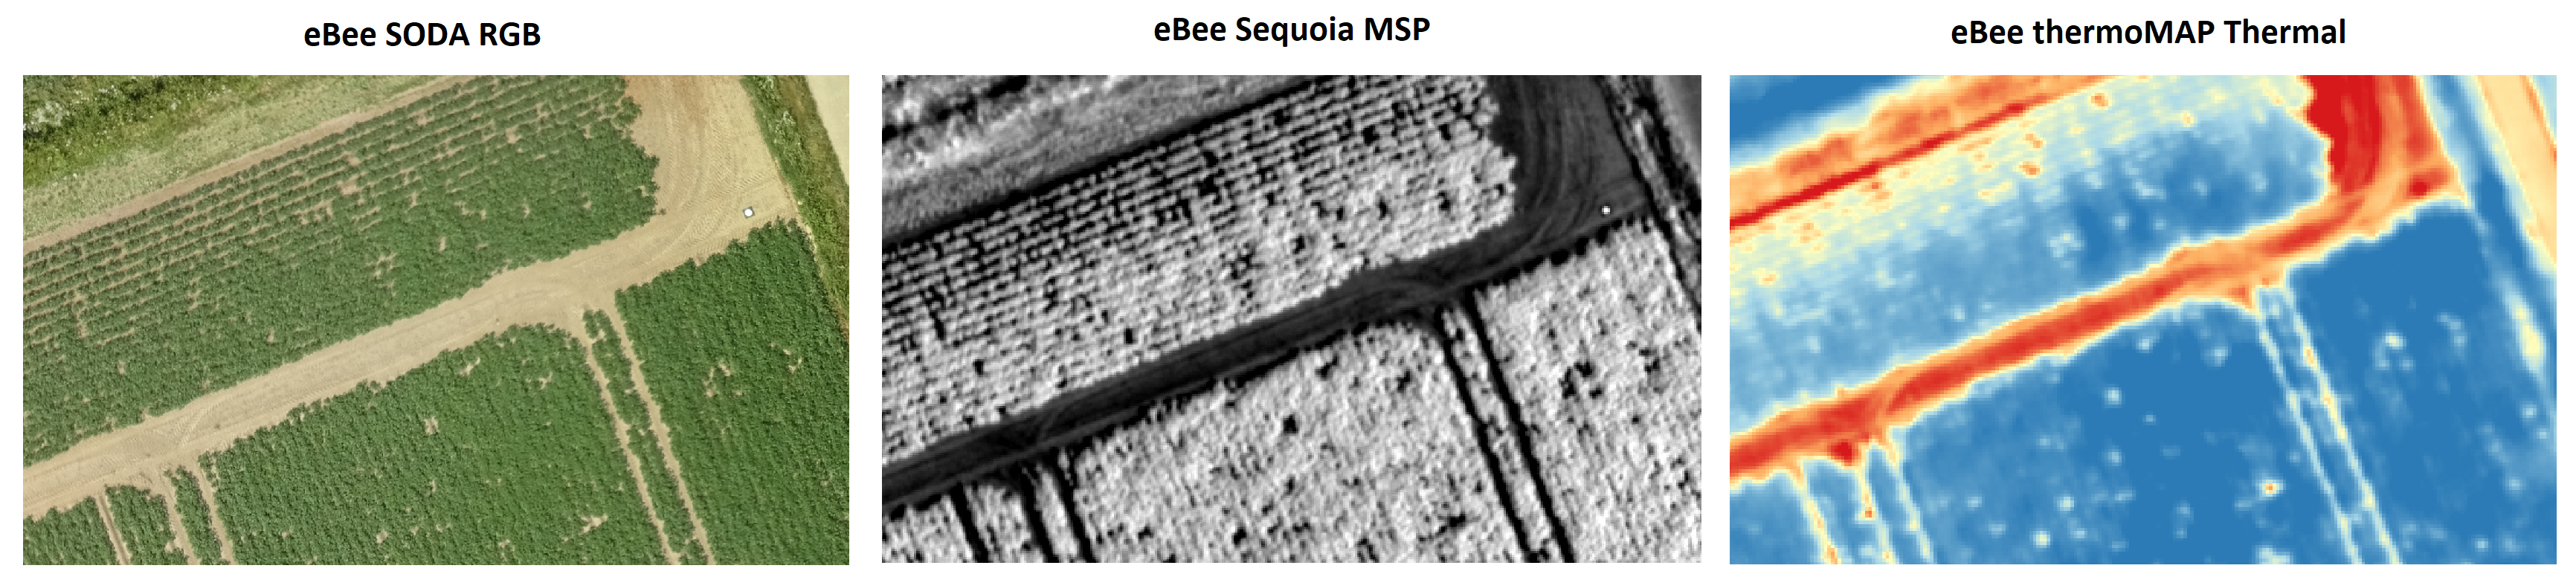 eBee SODA RGB
eBee Sequoia MSP
eBee thermoMAP Thermal